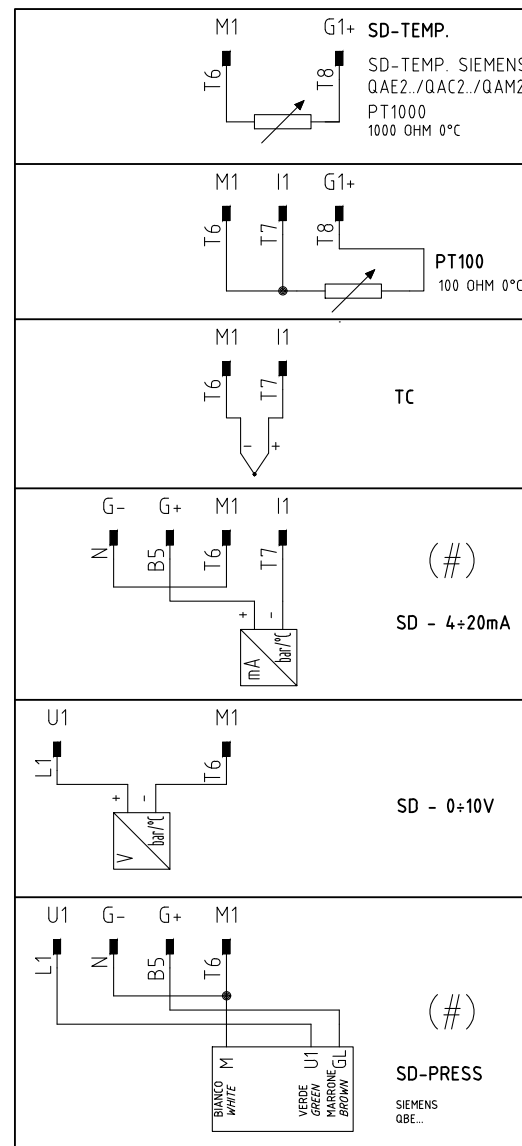 M1 G1+ SD-TEMP.
T6 T8
SD-TEMP. SIEMENS
QAE2../QAC2../QAM2
PT1000
1000 OHM 0°C
M1 I1 G1+
T6 T7 T8
PT100
100 OHM 0°C
M1 I1
T6 T7
TC
- +
G- G+ M1 I1
N B5 T6 T7
(#)
+ -
SD - 4÷20mA
mA bar/°C
U1 M1
L1 T6
+ -
SD - 0÷10V
V bar/°C
U1 G- G+ M1
L1 N B5 T6
(#)
M U1 GL
BIANCO VERDE MARRONE
WHITE GREEN BROWN
SD-PRESS
SIEMENS
QBE...